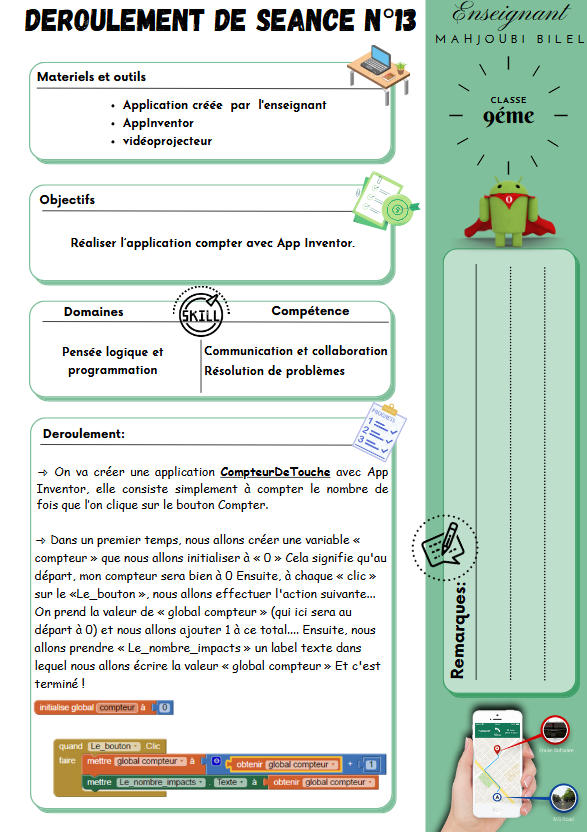 DEROULEMENT DE SEANCE N°13
Enseignant
MAHJOUBI BILEL
CLASSE
9éme
Materiels et outils
• Application créée par l'enseignant
• AppInventor
• vidéoprojecteur
Objectifs
Réaliser l'application compter avec App Inventor.
Domaines
SKILL
Compétence
Pensée logique et
programmation
Communication et collaboration
Résolution de problèmes
PROGRESS
1
2
3
Deroulement:
→ On va créer une application CompteurDeTouche avec App
Inventor, elle consiste simplement à compter le nombre de
fois que l'on clique sur le bouton Compter.
→ Dans un premier temps, nous allons créer une variable «
compteur » que nous allons initialiser à « 0 » Cela signifie qu'au
départ, mon compteur sera bien à 0 Ensuite, à chaque « clic »
sur le «Le_bouton », nous allons effectuer l'action suivante...
On prend la valeur de « global compteur » (qui ici sera au
départ à 0) et nous allons ajouter 1 à ce total.... Ensuite, nous
allons prendre « Le_nombre_impacts » un label texte dans
lequel nous allons écrire la valeur « global compteur » Et c'est
terminé !
initialise global compteur à 0
quand Le_bouton .Clic
faire mettre global compteur à obtenir global compteur + 1
mettre Le_nombre_impacts . Texte à obtenir global compteur
Remarques: